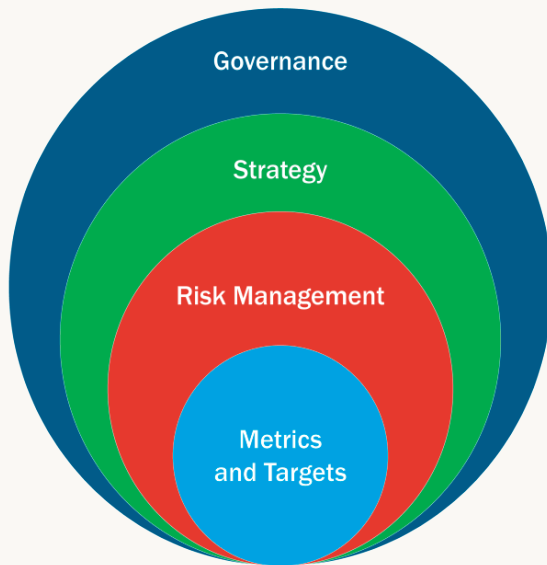 Governance
Strategy
Risk Management
Metrics
and Targets